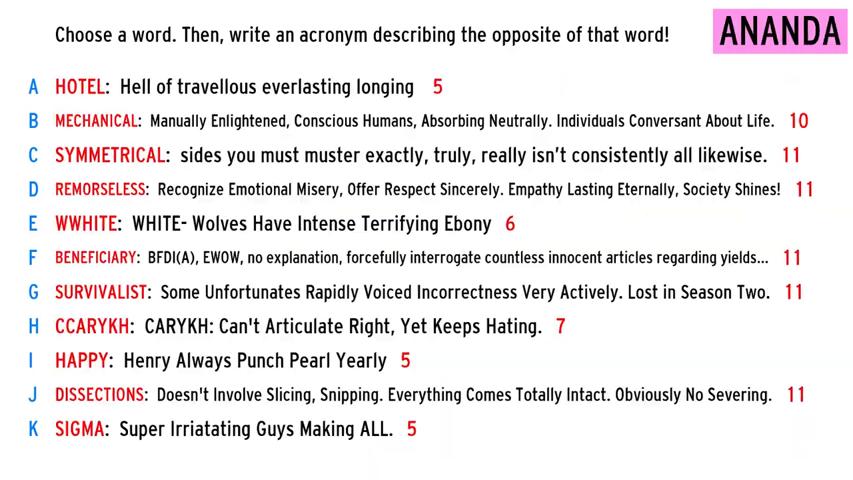 Choose a word. Then, write an acronym describing the opposite of that word!
ANANDA
A HOTEL: Hell of travellous everlasting longing 5
B MECHANICAL: Manually Enlightened, Conscious Humans, Absorbing Neutrally. Individuals Conversant About Life. 10
C SYMMETRICAL: sides you must muster exactly, truly, really isn't consistently all likewise. 11
D REMORSELESS: Recognize Emotional Misery, Offer Respect Sincerely. Empathy Lasting Eternally, Society Shines! 11
E WWHITE: WHITE- Wolves Have Intense Terrifying Ebony 6
F BENEFICIARY: BFDI(A), EWOW, no explanation, forcefully interrogate countless innocent articles regarding yields... 11
G SURVIVALIST: Some Unfortunates Rapidly Voiced Incorrectness Very Actively. Lost in Season Two. 11
H CCARYKH: CARYKH: Can't Articulate Right, Yet Keeps Hating. 7
I HAPPY: Henry Always Punch Pearl Yearly 5
J DISSECTIONS: Doesn't Involve Slicing, Snipping. Everything Comes Totally Intact. Obviously No Severing. 11
K SIGMA: Super Irriatating Guys Making ALL. 5